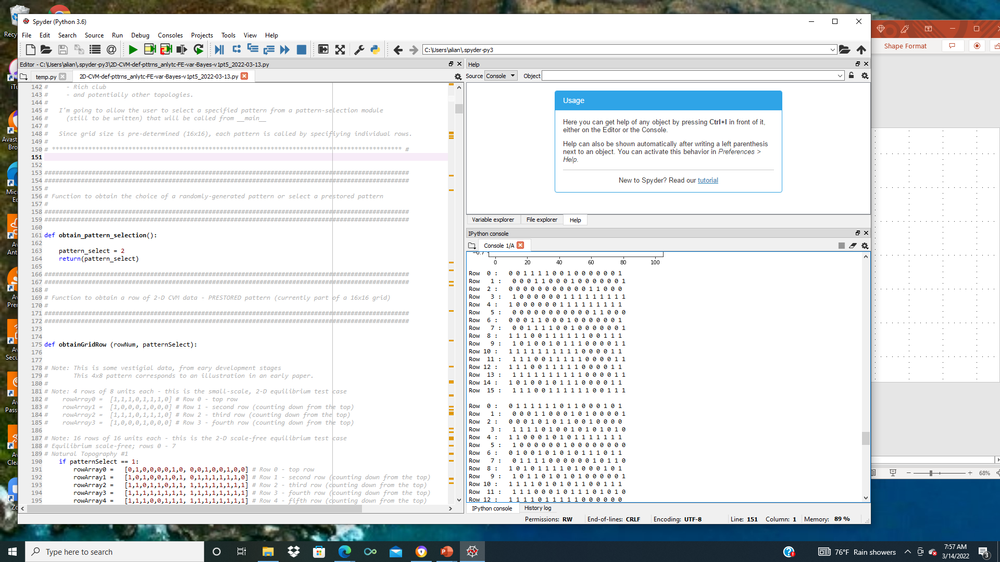 Recy
Spyder (Python 3.6)
File Edit Search Source Run Debug Consoles Projects Tools View Help
C:\Users\alian\.spyder-py3
Shape Format
Editor - C:\Users\alian\.spyder-py3\2D-CVM-def-pttrns_anlytc-FE-var-Bayes-v1pt5_2022-03-13.py
temp.py
2D-CVM-def-pttrns_anlytc-FE-var-Bayes-v1pt5_2022-03-13.py
142 # - Rich club
143 # - and potentially other topologies.
144 #
145 # I'm going to allow the user to select a specified pattern from a pattern-selection module
146 # (still to be written) that will be called from __main__
147 #
148 # Since grid size is pre-determined (16x16), each pattern is called by specifiying individual rows.
149 #
150 # ************************************************************************************************ #
151
152
153 ####################################################################################################
154 ####################################################################################################
155 #
156 # Function to obtain the choice of a randomly-generated pattern or select a prestored pattern
157 #
158 ####################################################################################################
159 ####################################################################################################
160
161 def obtain_pattern_selection():
162
163 pattern_select = 2
164 return(pattern_select)
165
166 ####################################################################################################
167 ####################################################################################################
168 #
169 # Function to obtain a row of 2-D CVM data - PRESTORED pattern (currently part of a 16x16 grid)
170 #
171 ####################################################################################################
172 ####################################################################################################
173
174
175 def obtainGridRow (rowNum, patternSelect):
176
177
178 # Note: This is some vestigial data, from eary development stages
179 # This 4x8 pattern corresponds to an illustration in an early paper.
180 #
181 # Note: 4 rows of 8 units each - this is the small-scale, 2-D equilibrium test case
182 # rowArray0 = [1,1,1,0,1,1,1,0] # Row 0 - top row
183 # rowArray1 = [1,0,0,0,1,0,0,0] # Row 1 - second row (counting down from the top)
184 # rowArray2 = [1,1,1,0,1,1,1,0] # Row 2 - third row (counting down from the top)
185 # rowArray3 = [1,0,0,0,1,0,0,0] # Row 3 - fourth row (counting down from the top)
186
187 # Note: 16 rows of 16 units each - this is the 2-D scale-free equilibrium test case
188 # Equilibrium scale-free; rows 0 - 7
189 # Natural Topography #1
190 if patternSelect == 1:
191 rowArray0 = [0,1,0,0,0,0,1,0, 0,0,1,0,0,1,0,0] # Row 0 - top row
192 rowArray1 = [1,0,1,0,0,1,0,1, 0,1,1,1,1,1,1,0] # Row 1 - second row (counting down from the top)
193 rowArray2 = [1,1,0,1,1,0,1,1, 1,1,1,1,1,1,1,1] # Row 2 - third row (counting down from the top)
194 rowArray3 = [1,1,1,1,1,1,1,1, 1,1,1,1,1,1,1,1] # Row 3 - fourth row (counting down from the top)
195 rowArray4 = [1,1,1,0,0,1,1,1, 1,1,1,1,1,1,1,1] # Row 4 - fifth row (counting down from the top)
Help
Source Console Object
Usage
Here you can get help of any object by pressing Ctrl+I in front of it,
either on the Editor or the Console.
Help can also be shown automatically after writing a left parenthesis
next to an object. You can activate this behavior in Preferences >
Help.
New to Spyder? Read our tutorial
Variable explorer File explorer Help
IPython console
Console 1/A
−0.7
0 20 40 60 80 100
Row 0 : 0 0 1 1 1 1 0 0 1 0 0 0 0 0 0 1
Row 1 : 0 0 0 1 1 0 0 0 1 0 0 0 0 0 0 1
Row 2 : 0 0 0 0 0 0 0 0 0 0 0 1 1 0 0 0
Row 3 : 1 0 0 0 0 0 0 1 1 1 1 1 1 1 1 1
Row 4 : 1 0 0 0 0 0 0 1 1 1 1 1 1 1 1 1
Row 5 : 0 0 0 0 0 0 0 0 0 0 0 1 1 0 0 0
Row 6 : 0 0 0 1 1 0 0 0 1 0 0 0 0 0 0 1
Row 7 : 0 0 1 1 1 1 0 0 1 0 0 0 0 0 0 1
Row 8 : 1 1 1 0 0 1 1 1 1 1 1 0 0 1 1 1
Row 9 : 1 0 1 0 0 1 0 1 1 1 0 0 0 0 1 1
Row 10 : 1 1 1 1 1 1 1 1 1 1 0 0 0 0 1 1
Row 11 : 1 1 1 0 0 1 1 1 1 1 0 0 0 0 1 1
Row 12 : 1 1 1 0 0 1 1 1 1 1 0 0 0 0 1 1
Row 13 : 1 1 1 1 1 1 1 1 1 1 0 0 0 0 1 1
Row 14 : 1 0 1 0 0 1 0 1 1 1 0 0 0 0 1 1
Row 15 : 1 1 1 0 0 1 1 1 1 1 1 0 0 1 1 1
Row 0 : 0 1 1 1 1 1 1 0 1 1 0 0 0 1 0 1
Row 1 : 0 0 0 1 1 0 0 0 1 0 1 0 0 0 0 1
Row 2 : 0 0 0 1 0 1 0 1 1 0 0 1 0 0 0 0
Row 3 : 1 1 1 1 0 1 0 0 1 0 1 0 1 0 1 0
Row 4 : 1 1 0 0 0 1 0 1 0 1 1 1 1 1 1 1
Row 5 : 1 0 0 0 0 0 0 1 0 0 0 0 0 0 0 0
Row 6 : 0 1 0 0 1 0 1 0 1 0 1 1 1 0 1 1
Row 7 : 0 1 1 1 1 0 0 0 0 0 0 1 0 1 1 0
Row 8 : 1 0 1 0 1 1 1 1 0 1 0 0 0 1 0 1
Row 9 : 1 0 1 1 0 1 0 1 0 1 0 0 0 0 0 1
Row 10 : 1 1 1 1 0 1 0 1 0 1 1 0 0 1 1 1
Row 11 : 1 1 1 0 0 0 1 0 1 1 1 0 1 0 1 0
Row 12 : 1 1 1 1 0 1 1 1 1 1 0 0 0 0 0 0
IPython console History log
Permissions: RW End-of-lines: CRLF Encoding: UTF-8 Line: 151 Column: 1 Memory: 89 %
68%
Type here to search
76°F Rain showers
7:57 AM
3/14/2022
3